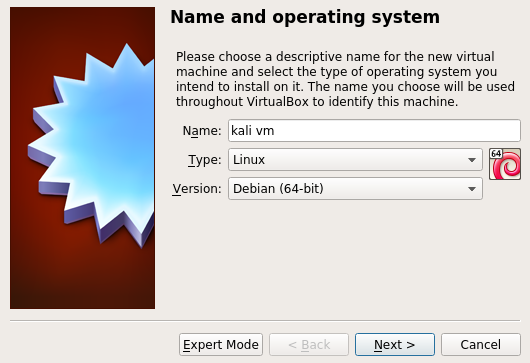 Name and operating system
Please choose a descriptive name for the new virtual
machine and select the type of operating system you
intend to install on it. The name you choose will be used
throughout VirtualBox to identify this machine.
Name: kali vm
Type: Linux
64
Version: Debian (64-bit)
Expert Mode < Back Next > Cancel